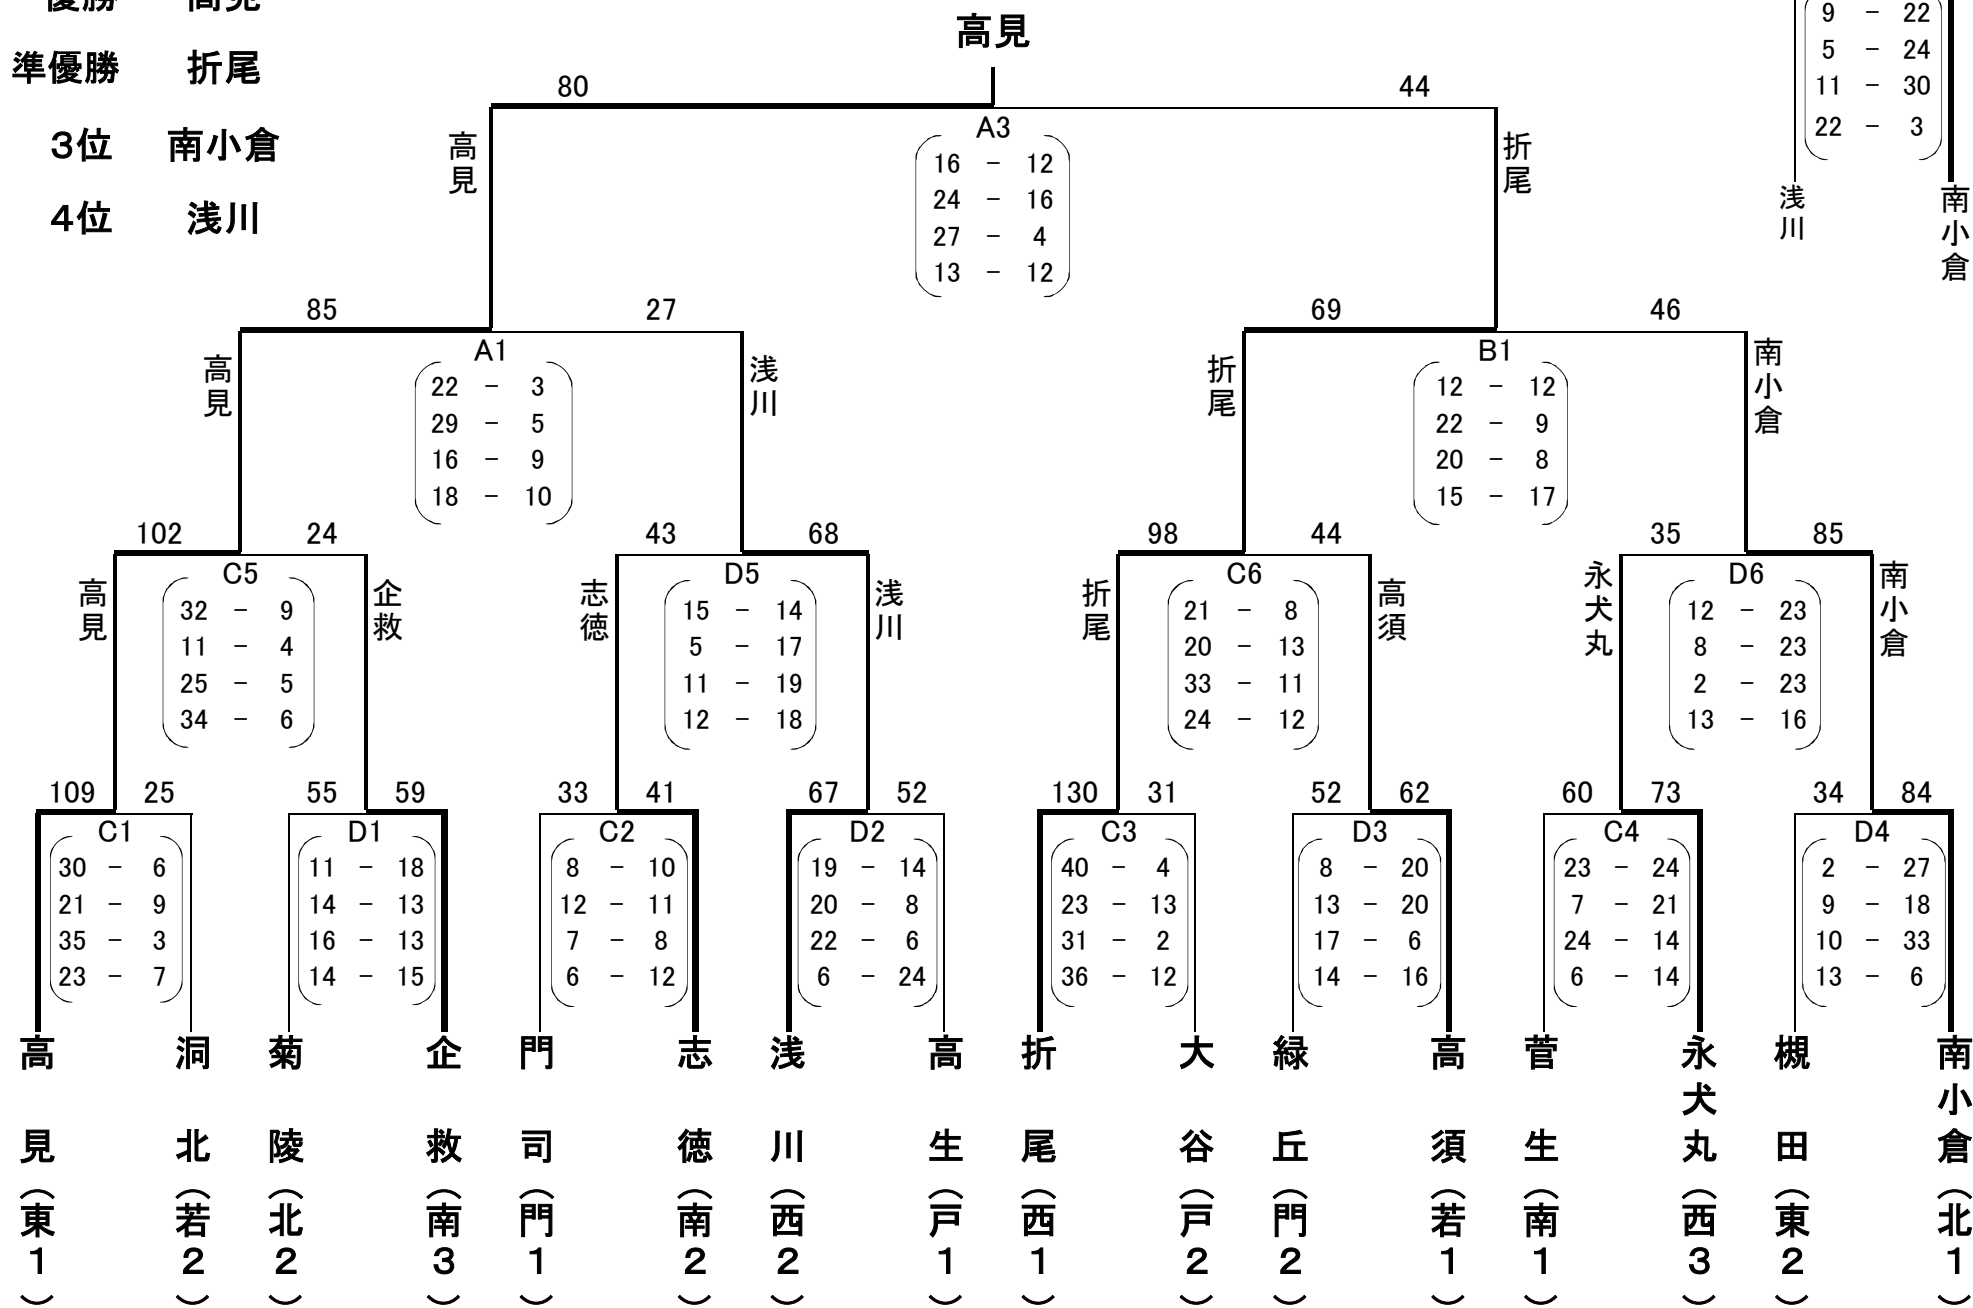 優勝 高見
準優勝 折尾
3位 南小倉
4位 浅川
高見
80 44
高見
折尾
A3
16 － 12
24 － 16
27 － 4
13 － 12
9 － 22
5 － 24
11 － 30
22 － 3
浅川
南小倉
85 27
高見
浅川
A1
22 － 3
29 － 5
16 － 9
18 － 10
69 46
折尾
南小倉
B1
12 － 12
22 － 9
20 － 8
15 － 17
102 24
高見
企救
C5
32 － 9
11 － 4
25 － 5
34 － 6
43 68
志徳
浅川
D5
15 － 14
5 － 17
11 － 19
12 － 18
98 44
折尾
高須
C6
21 － 8
20 － 13
33 － 11
24 － 12
35 85
永犬丸
南小倉
D6
12 － 23
8 － 23
2 － 23
13 － 16
109 25
C1
30 － 6
21 － 9
35 － 3
23 － 7
55 59
D1
11 － 18
14 － 13
16 － 13
14 － 15
33 41
C2
8 － 10
12 － 11
7 － 8
6 － 12
67 52
D2
19 － 14
20 － 8
22 － 6
6 － 24
130 31
C3
40 － 4
23 － 13
31 － 2
36 － 12
52 62
D3
8 － 20
13 － 20
17 － 6
14 － 16
60 73
C4
23 － 24
7 － 21
24 － 14
6 － 14
34 84
D4
2 － 27
9 － 18
10 － 33
13 － 6
高見（東1）
洞北（若2）
菊陵（北2）
企救（南3）
門司（門1）
志徳（南2）
浅川（西2）
高生（戸1）
折尾（西1）
大谷（戸2）
緑丘（門2）
高須（若1）
菅生（南1）
永犬丸（西3）
槻田（東2）
南小倉（北1）